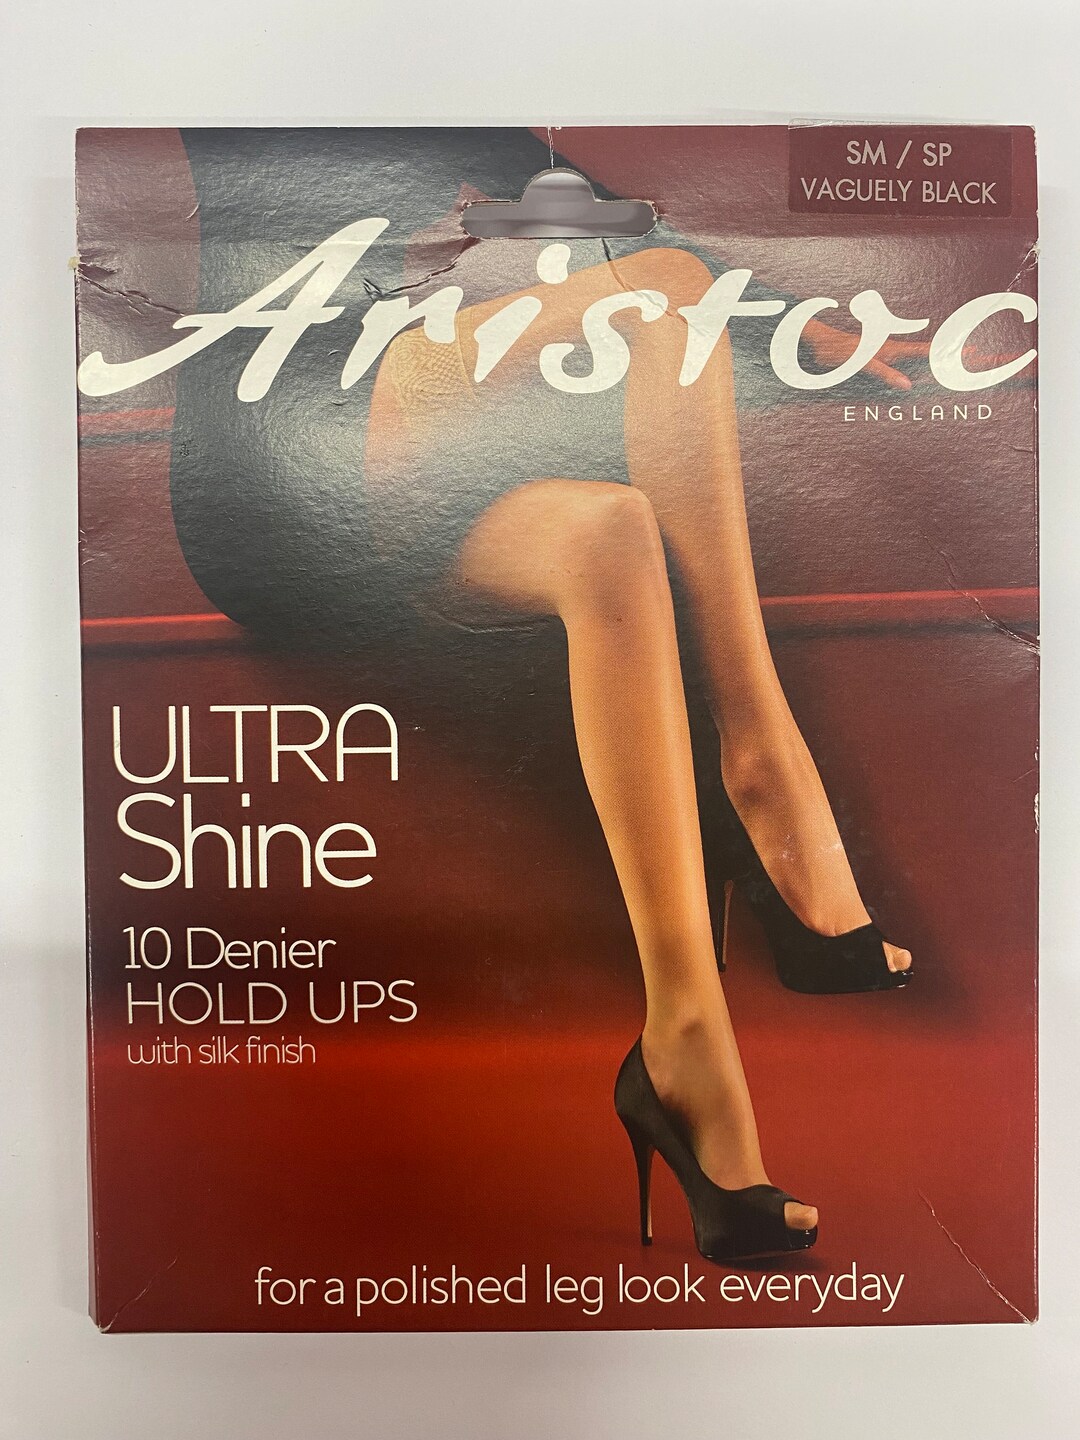 SM / SP
VAGUELY BLACK
Aristoc
ENGLAND
ULTRA
Shine
10 Denier
HOLD UPS
with silk finish
for a polished leg look everyday